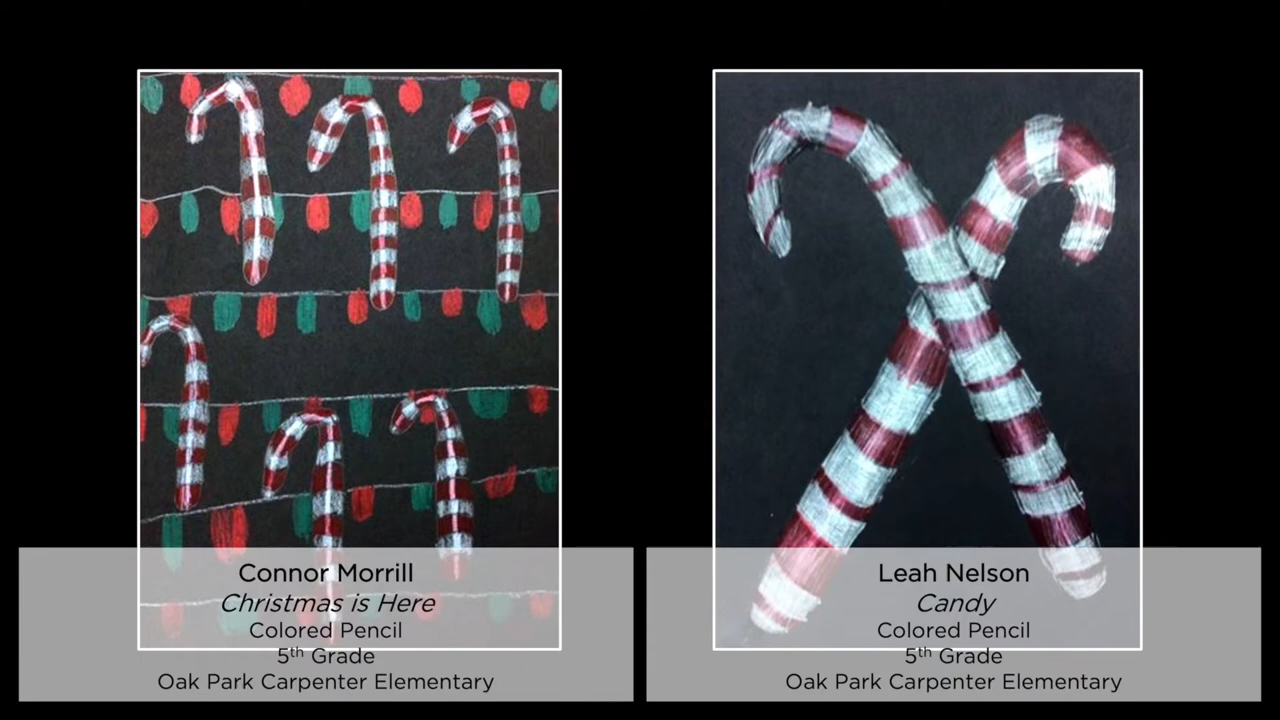 Connor Morrill
Christmas is Here
Colored Pencil
5th Grade
Oak Park Carpenter Elementary
Leah Nelson
Candy
Colored Pencil
5th Grade
Oak Park Carpenter Elementary